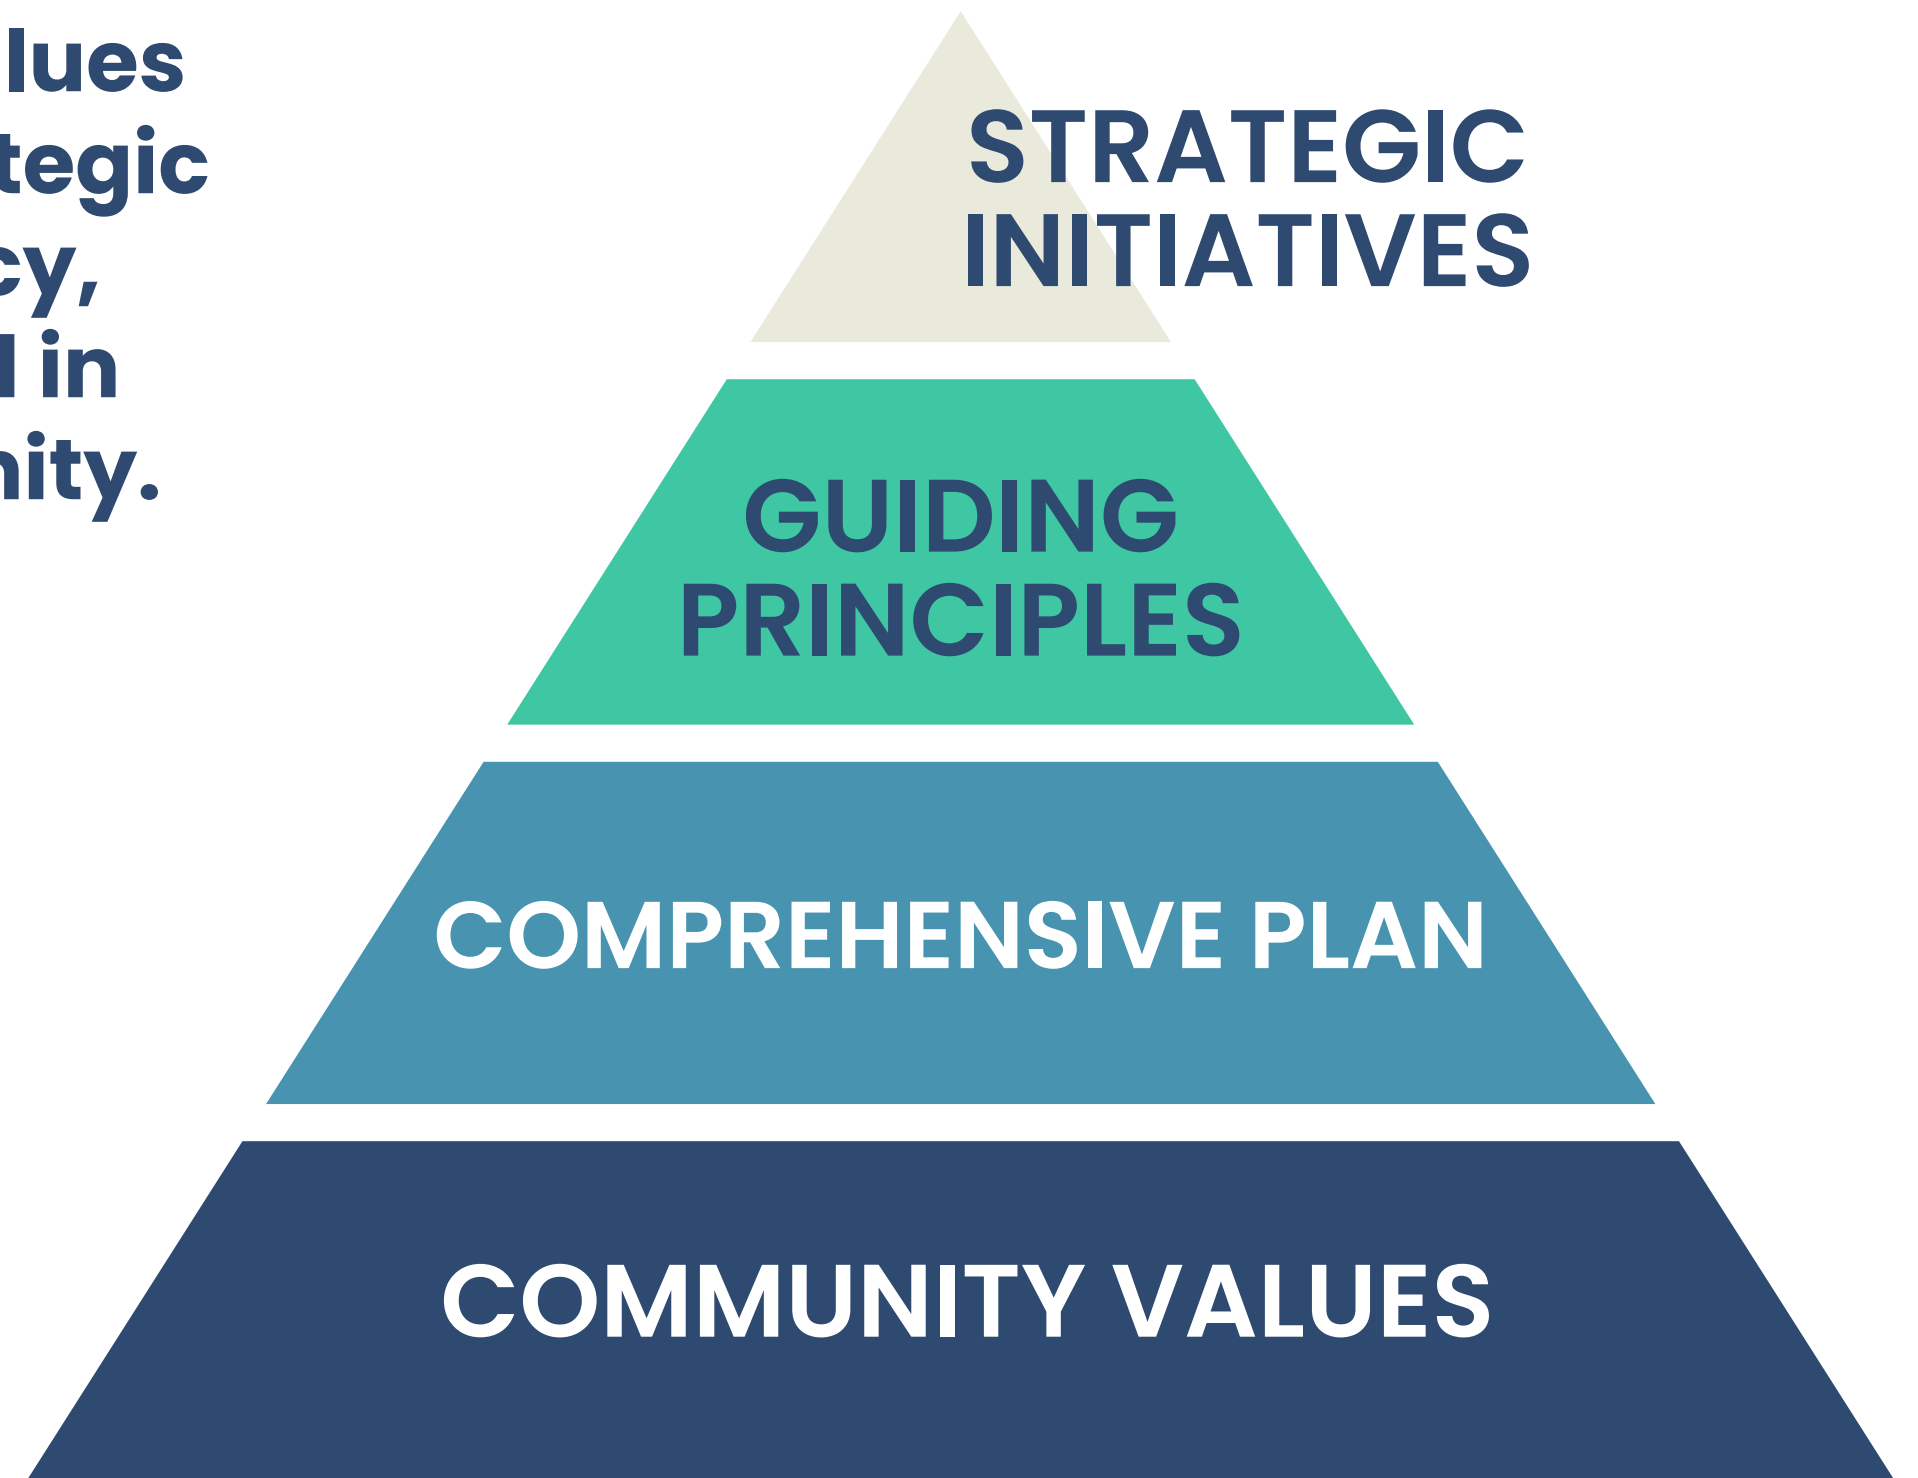 lues
tegic
cy,
in
nity.
STRATEGIC
INITIATIVES
GUIDING
PRINCIPLES
COMPREHENSIVE PLAN
COMMUNITY VALUES